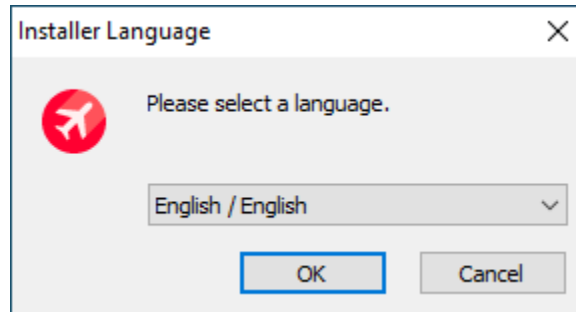 Installer Language
Please select a language.
English / English
OK
Cancel